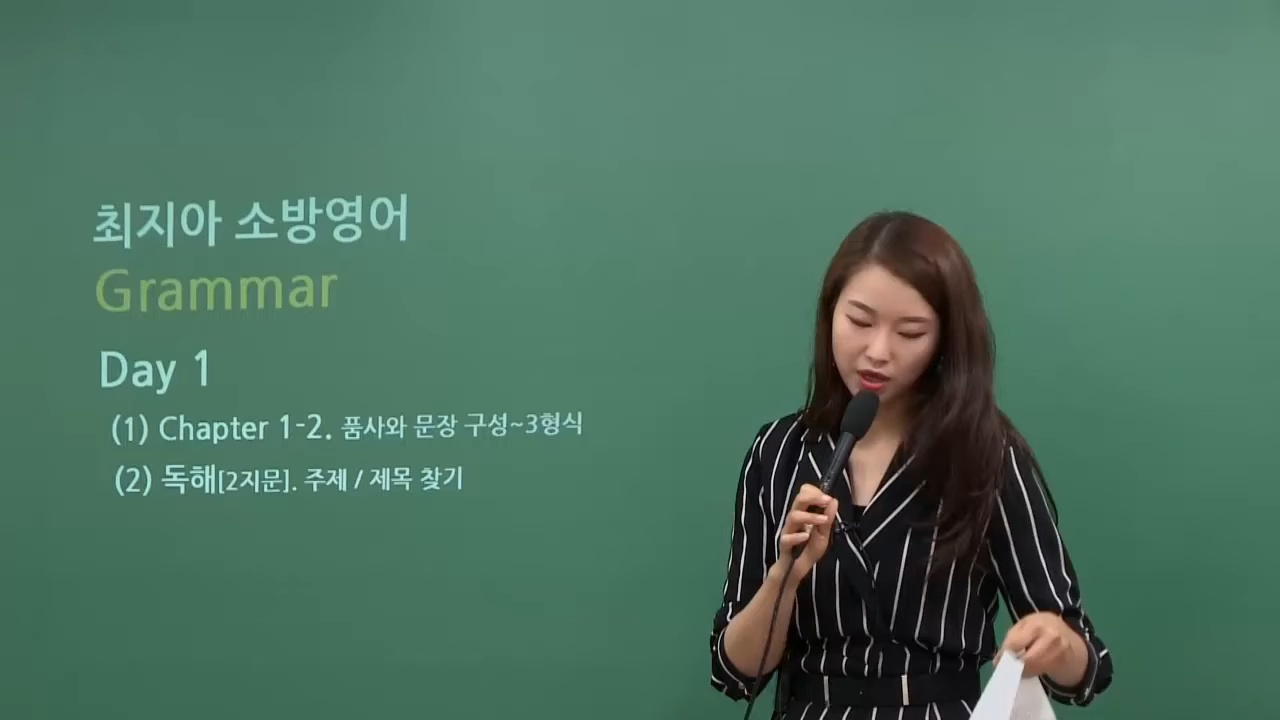 최지아 소방영어
Grammar
Day 1
(1) Chapter 1-2. 품사와 문장 구성~3형식
(2) 독해[2지문]. 주제 / 제목 찾기